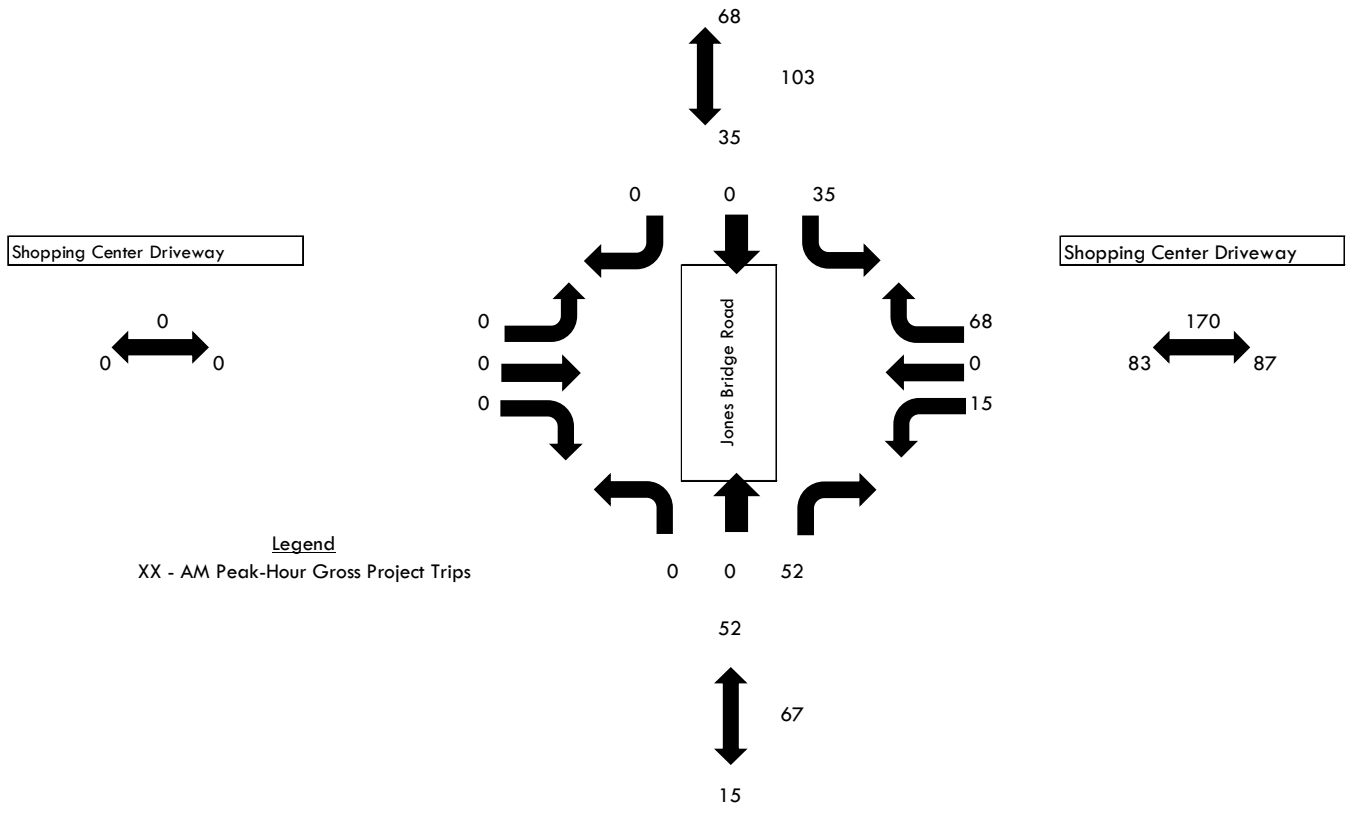 68
103
35
0 0 35
Shopping Center Driveway
Shopping Center Driveway
0
0 0
0
0
0
Jones Bridge Road
68
0
15
170
83 87
Legend
XX - AM Peak-Hour Gross Project Trips
0 0 52
52
67
15